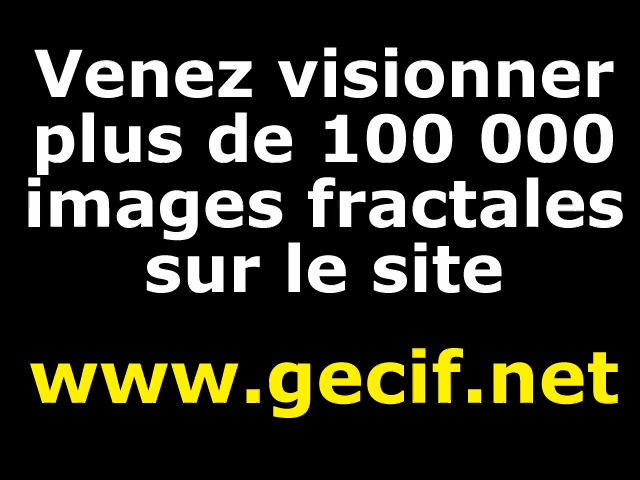 Venez visionner
plus de 100 000
images fractales
sur le site
www.gecif.net